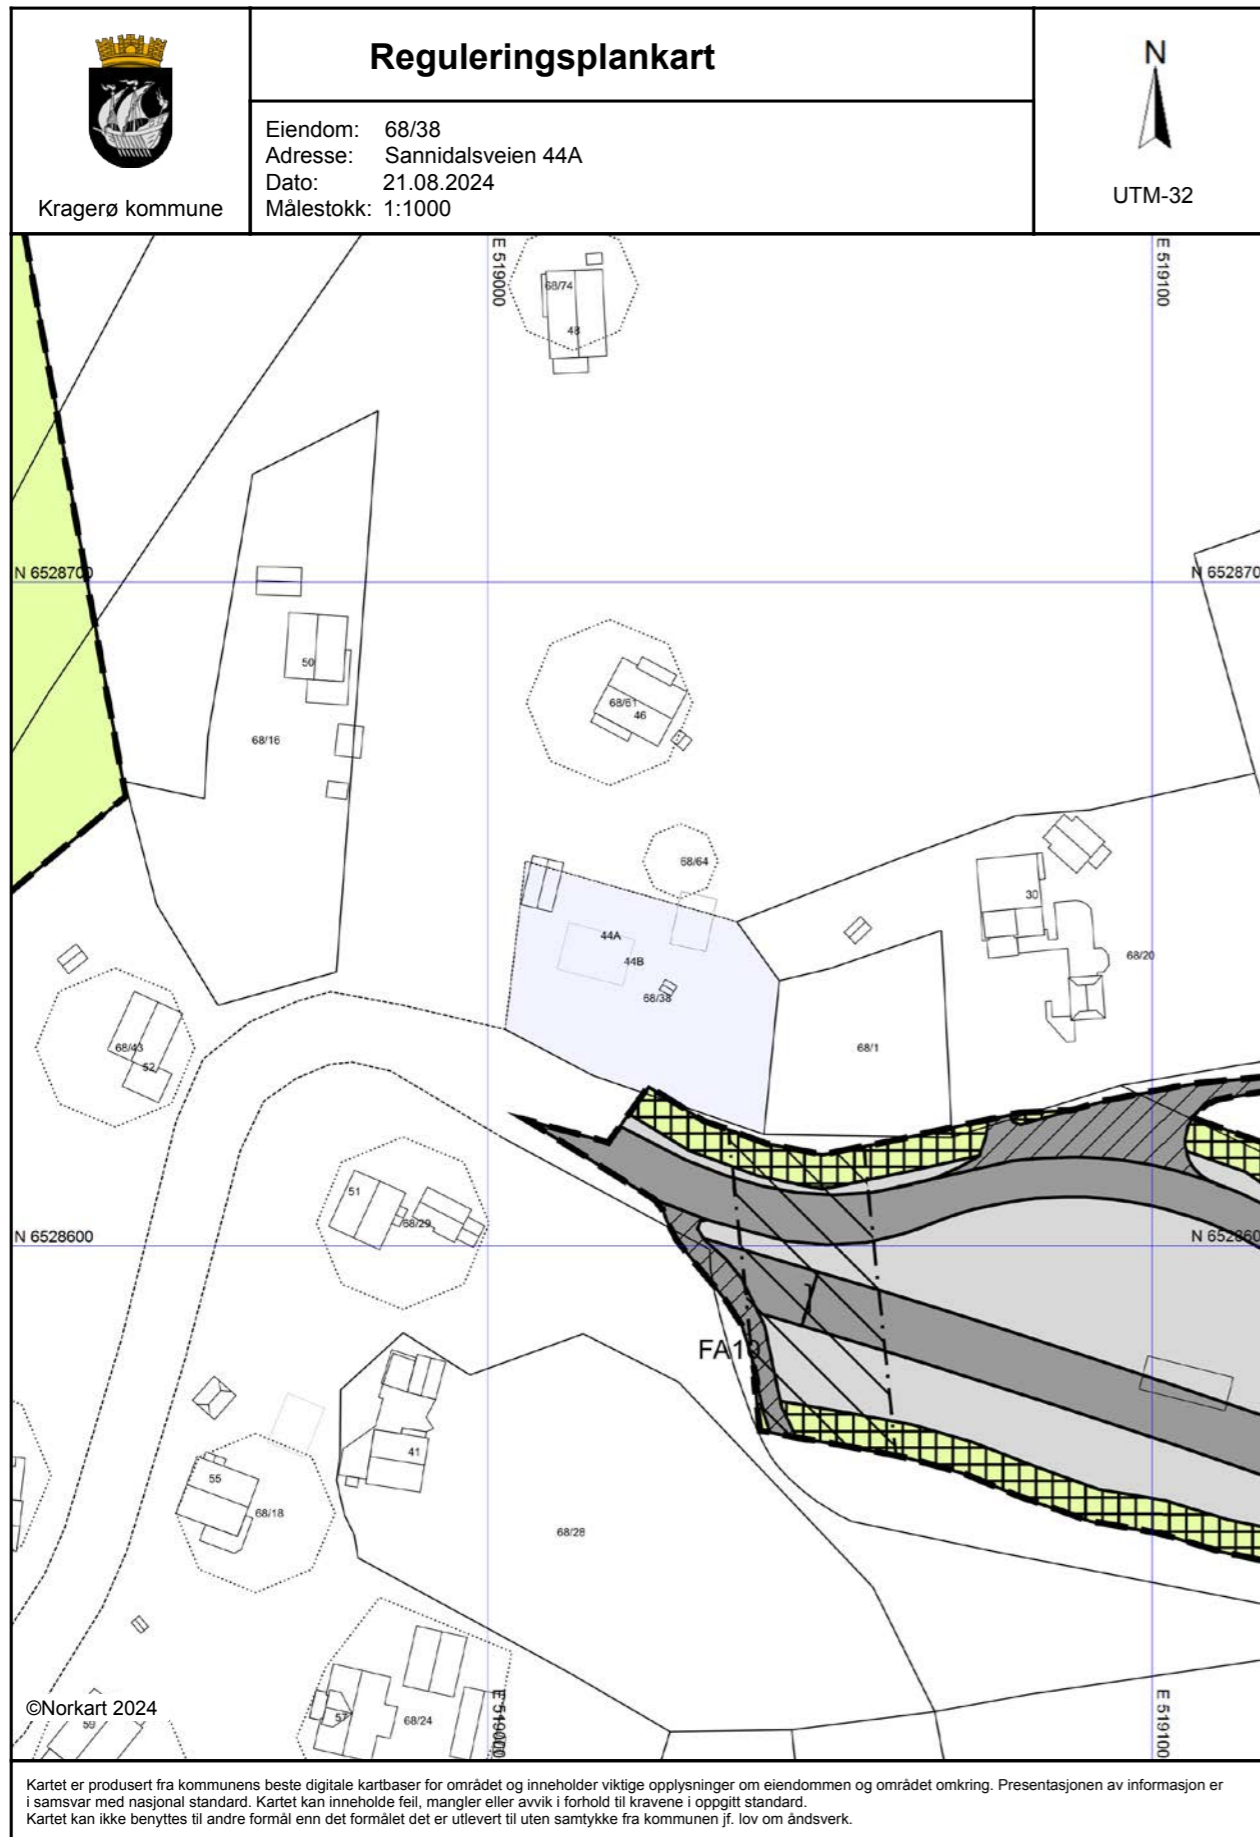 Reguleringsplankart
Eiendom: 68/38
Adresse: Sannidalsveien 44A
Dato: 21.08.2024
Målestokk: 1:1000
Kragerø kommune
N
UTM-32
E 519000
E 519100
68/74
48
N 6528700
N 652870
50
68/16
68/61
46
68/64
30
44A
44B
68/38
68/20
68/1
68/43
52
51
68/29
N 6528600
N 652860
FA13
41
55
68/18
68/28
©Norkart 2024
59
57
68/24
E 519000
E 519100
Kartet er produsert fra kommunens beste digitale kartbaser for området og inneholder viktige opplysninger om eiendommen og området omkring. Presentasjonen av informasjon er
i samsvar med nasjonal standard. Kartet kan inneholde feil, mangler eller avvik i forhold til kravene i oppgitt standard.
Kartet kan ikke benyttes til andre formål enn det formålet det er utlevert til uten samtykke fra kommunen jf. lov om åndsverk.